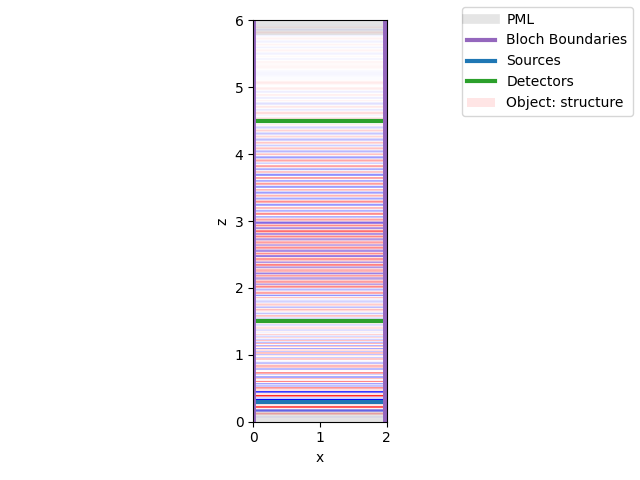 6
5
4
3
2
1
0
z
0 1 2
x
PML
Bloch Boundaries
Sources
Detectors
Object: structure